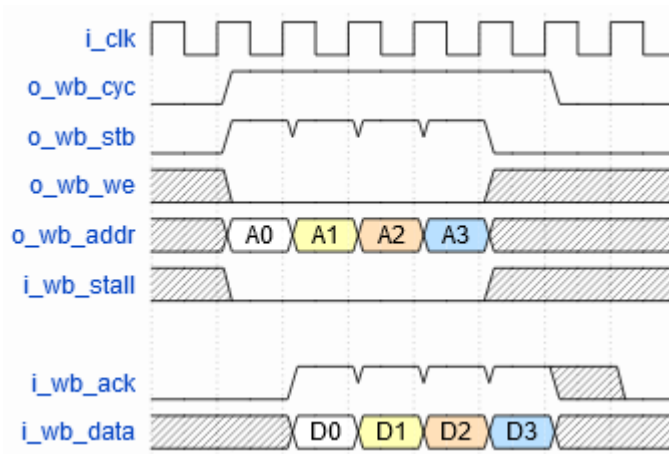 i_clk
o_wb_cyc
o_wb_stb
o_wb_we
o_wb_addr A0 A1 A2 A3
i_wb_stall
i_wb_ack
i_wb_data D0 D1 D2 D3